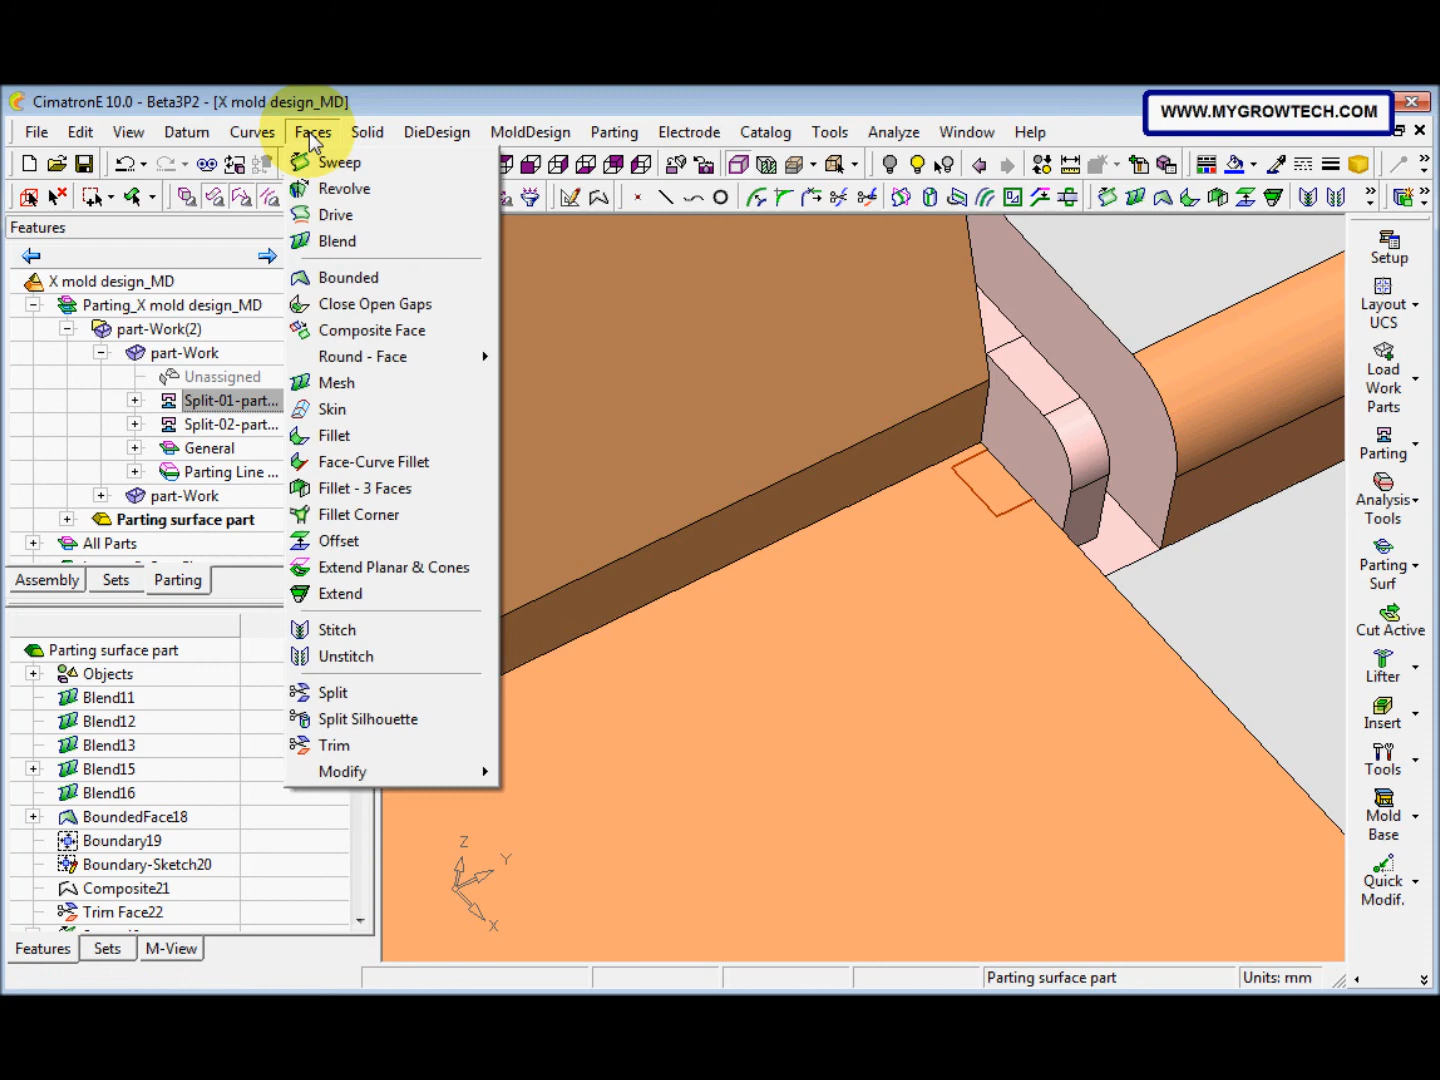 CimatronE 10.0 - Beta3P2 - [X mold design_MD]
WWW.MYGROWTECH.COM
File Edit View Datum Curves Faces Solid DieDesign MoldDesign Parting Electrode Catalog Tools Analyze Window Help
Features
X mold design_MD
Parting_X mold design_MD
part-Work(2)
part-Work
Unassigned
Split-01-part...
Split-02-part...
General
Parting Line ...
part-Work
Parting surface part
All Parts
Assembly Sets Parting
Parting surface part
Objects
Blend11
Blend12
Blend13
Blend15
Blend16
BoundedFace18
Boundary19
Boundary-Sketch20
Composite21
Trim Face22
Features Sets M-View
Sweep
Revolve
Drive
Blend
Bounded
Close Open Gaps
Composite Face
Round - Face
Mesh
Skin
Fillet
Face-Curve Fillet
Fillet - 3 Faces
Fillet Corner
Offset
Extend Planar & Cones
Extend
Stitch
Unstitch
Split
Split Silhouette
Trim
Modify
Z
Y
X
Setup
Layout
UCS
Load
Work
Parts
Parting
Analysis
Tools
Parting
Surf
Cut Active
Lifter
Insert
Tools
Mold
Base
Quick
Modif.
Parting surface part
Units: mm